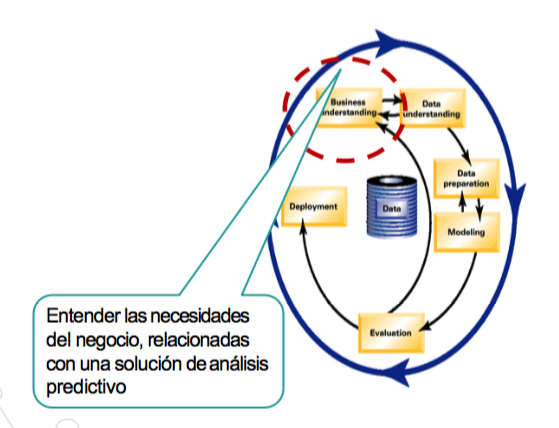 Business
understanding
Data
understanding
Data
preparation
Modeling
Data
Deployment
Evaluation
Entender las necesidades
del negocio, relacionadas
con una solución de análisis
predictivo